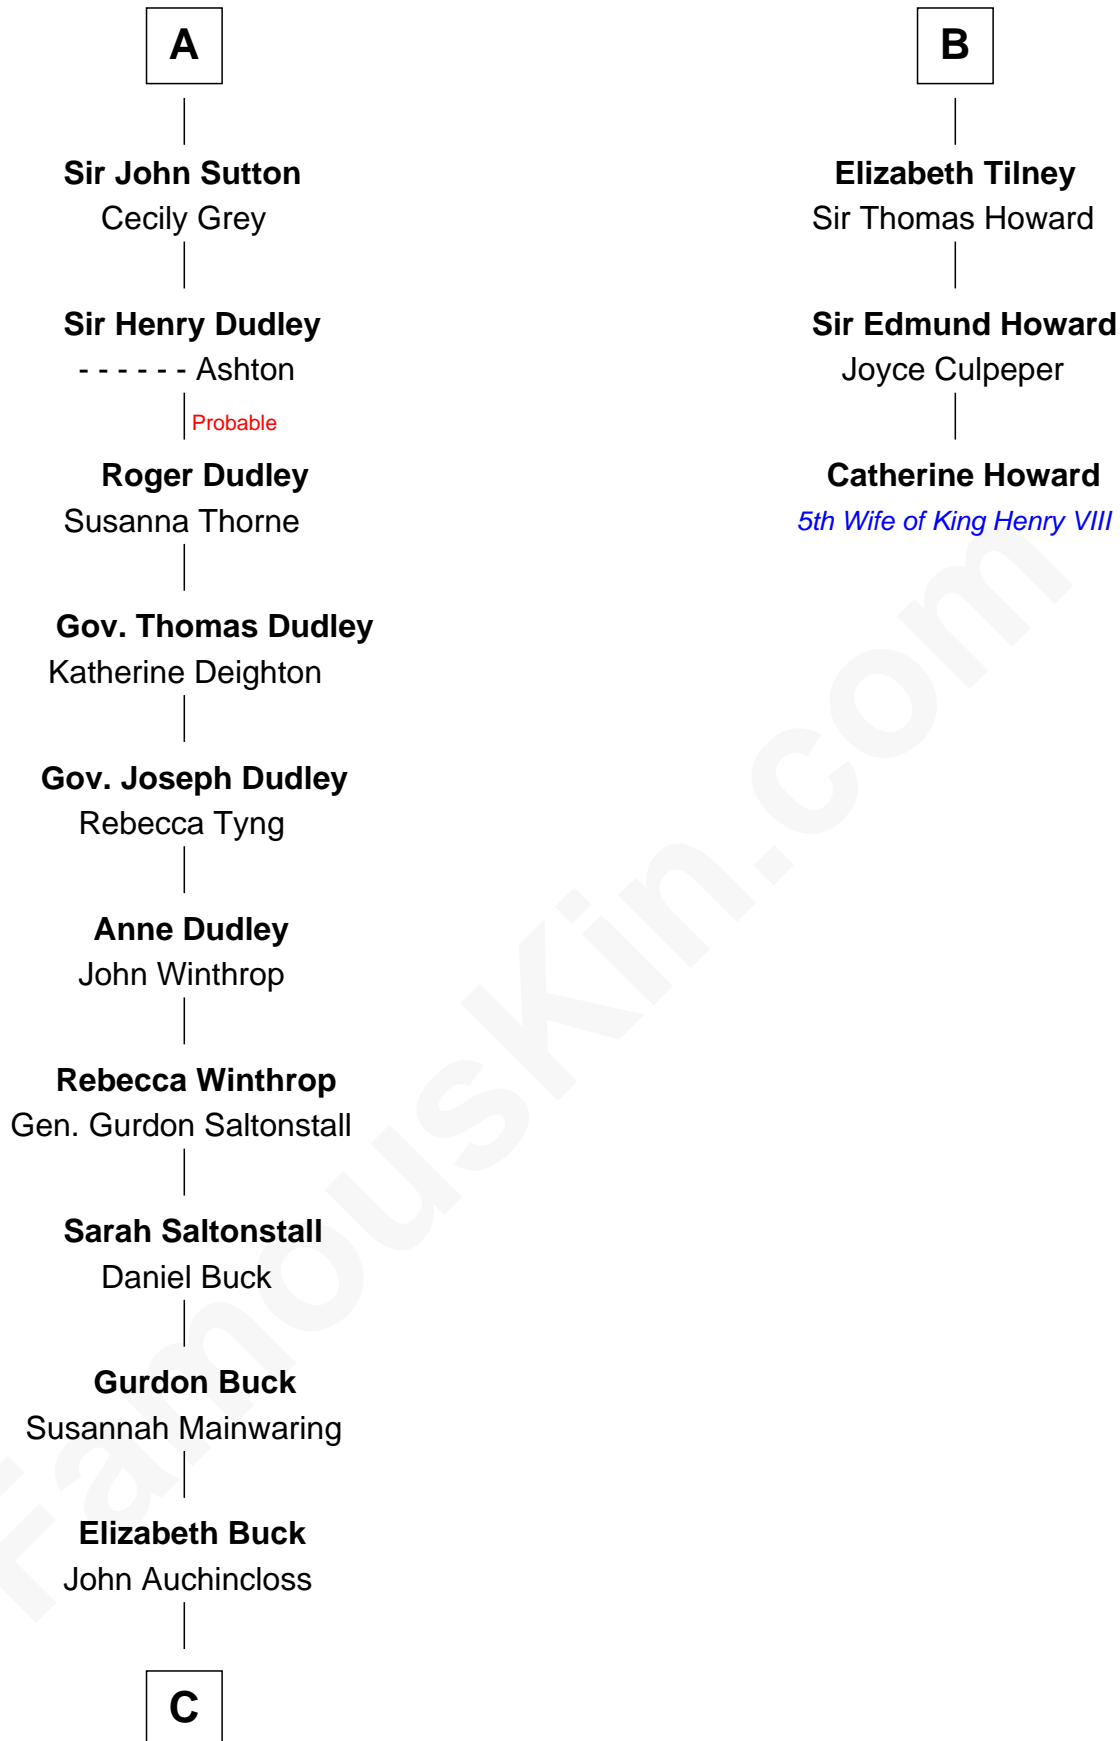 A
Sir John Sutton
Cecily Grey
Sir Henry Dudley
- - - - - - Ashton
Probable
Roger Dudley
Susanna Thorne
Gov. Thomas Dudley
Katherine Deighton
Gov. Joseph Dudley
Rebecca Tyng
Anne Dudley
John Winthrop
Rebecca Winthrop
Gen. Gurdon Saltonstall
Sarah Saltonstall
Daniel Buck
Gurdon Buck
Susannah Mainwaring
Elizabeth Buck
John Auchincloss
C
B
Elizabeth Tilney
Sir Thomas Howard
Sir Edmund Howard
Joyce Culpeper
Catherine Howard
5th Wife of King Henry VIII
FamousKin.com